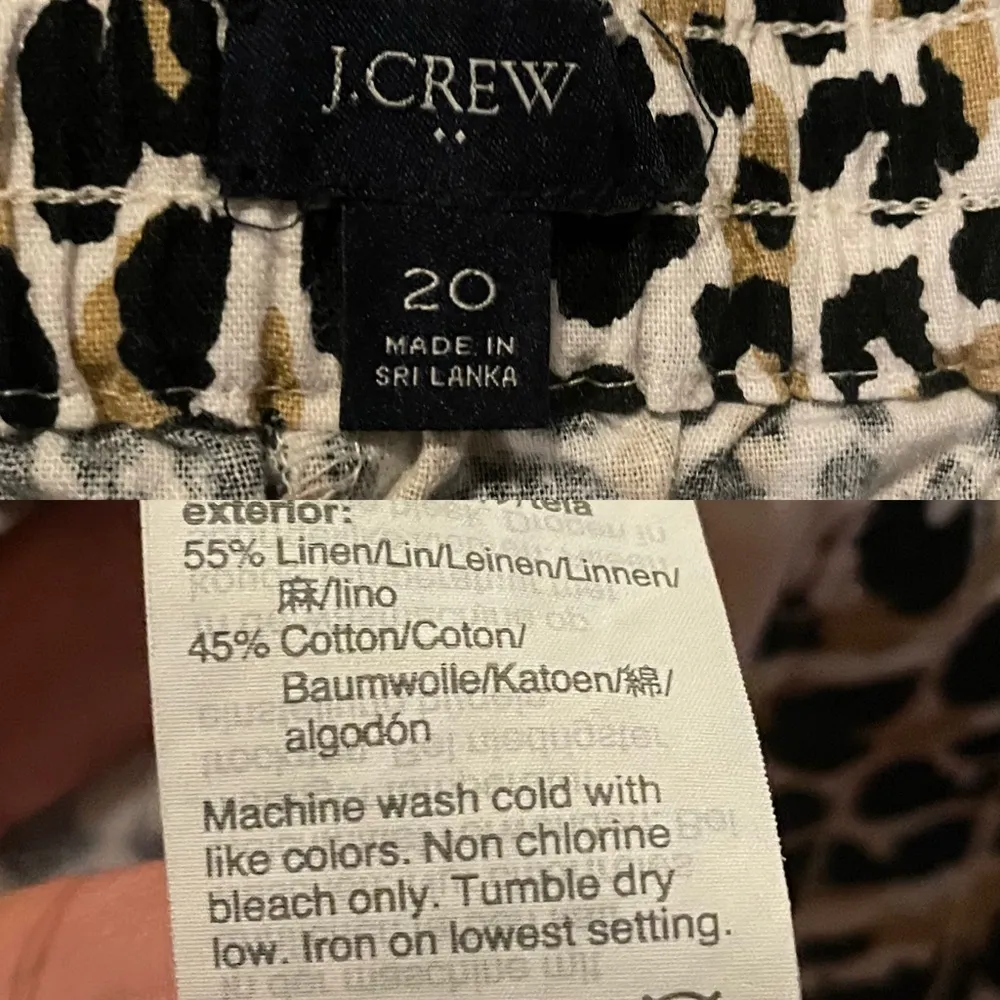 J.CREW
20
MADE IN
SRI LANKA
exterior:
55% Linen/Lin/Leinen/Linnen/
麻/lino
45% Cotton/Coton/
Baumwolle/Katoen/綿/
algodón
Machine wash cold with
like colors. Non chlorine
bleach only. Tumble dry
low. Iron on lowest setting.